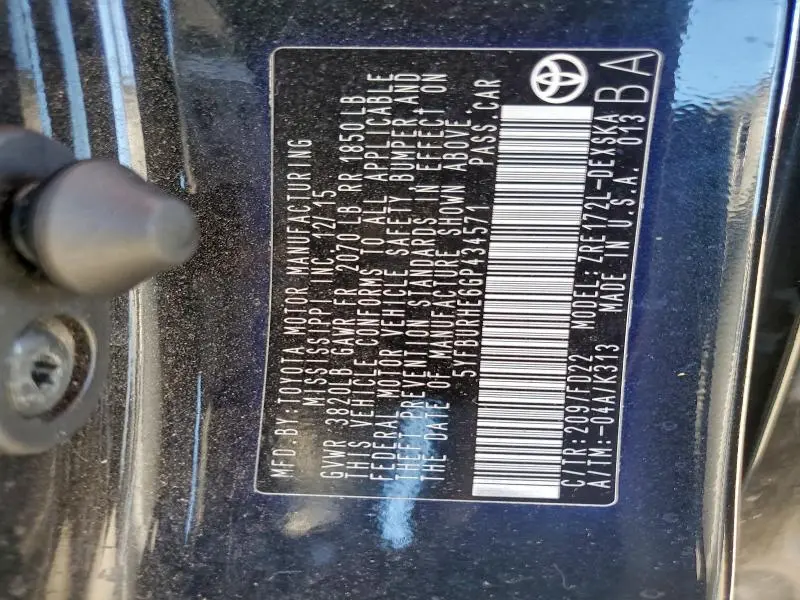 MFD BY: TOYOTA MOTOR MANUFACTURING
MISSISSIPPI INC 12/15
GVWR 3820LB GAWR FR 2070LB RR 1850LB
THIS VEHICLE CONFORMS TO ALL APPLICABLE
FEDERAL MOTOR VEHICLE SAFETY, BUMPER, AND
THEFT PREVENTION STANDARDS IN EFFECT ON
THE DATE OF MANUFACTURE SHOWN ABOVE
5YFBURHE6GP434571 PASS CAR
C/TR: 209/FD22 MODEL: ZRE172L-DEXSKA
A/TM: -04A/K313 MADE IN U.S.A. 013
BA